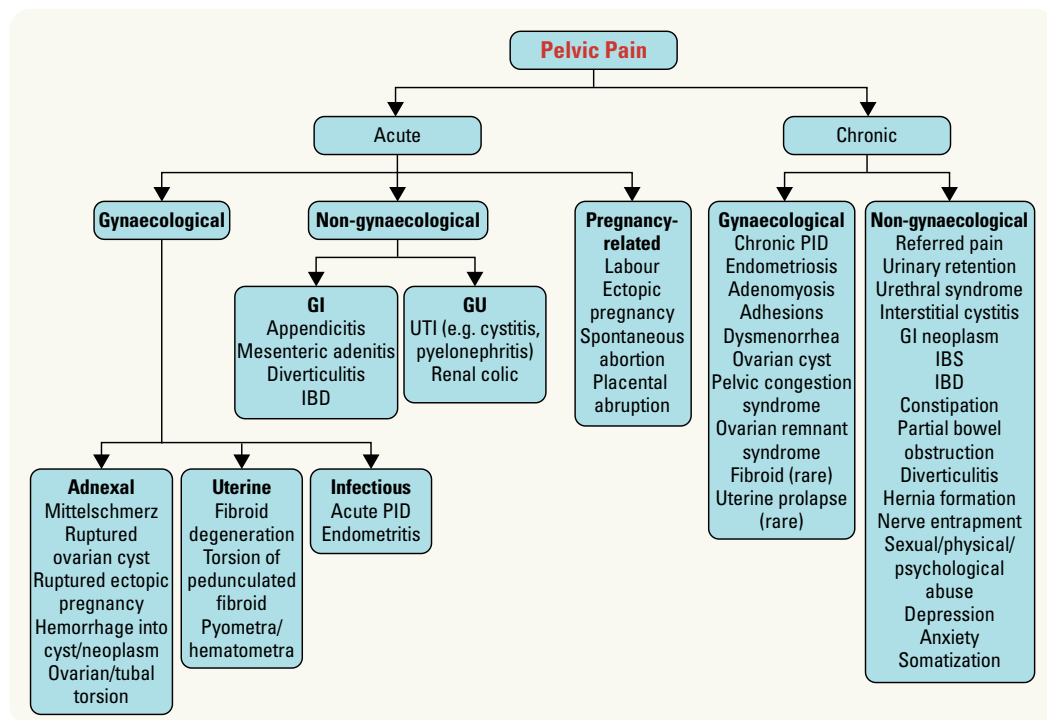 Pelvic Pain
Acute
Chronic
Gynaecological
Non-gynaecological
Pregnancy-
related
Labour
Ectopic
pregnancy
Spontaneous
abortion
Placental
abruption
Gynaecological
Chronic PID
Endometriosis
Adenomyosis
Adhesions
Dysmenorrhea
Ovarian cyst
Pelvic congestion
syndrome
Ovarian remnant
syndrome
Fibroid (rare)
Uterine prolapse
(rare)
Non-gynaecological
Referred pain
Urinary retention
Urethral syndrome
Interstitial cystitis
GI neoplasm
IBS
IBD
Constipation
Partial bowel
obstruction
Diverticulitis
Hernia formation
Nerve entrapment
Sexual/physical/
psychological
abuse
Depression
Anxiety
Somatization
GI
Appendicitis
Mesenteric adenitis
Diverticulitis
IBD
GU
UTI (e.g. cystitis,
pyelonephritis)
Renal colic
Adnexal
Mittelschmerz
Ruptured
ovarian cyst
Ruptured ectopic
pregnancy
Hemorrhage into
cyst/neoplasm
Ovarian/tubal
torsion
Uterine
Fibroid
degeneration
Torsion of
pedunculated
fibroid
Pyometra/
hematometra
Infectious
Acute PID
Endometritis